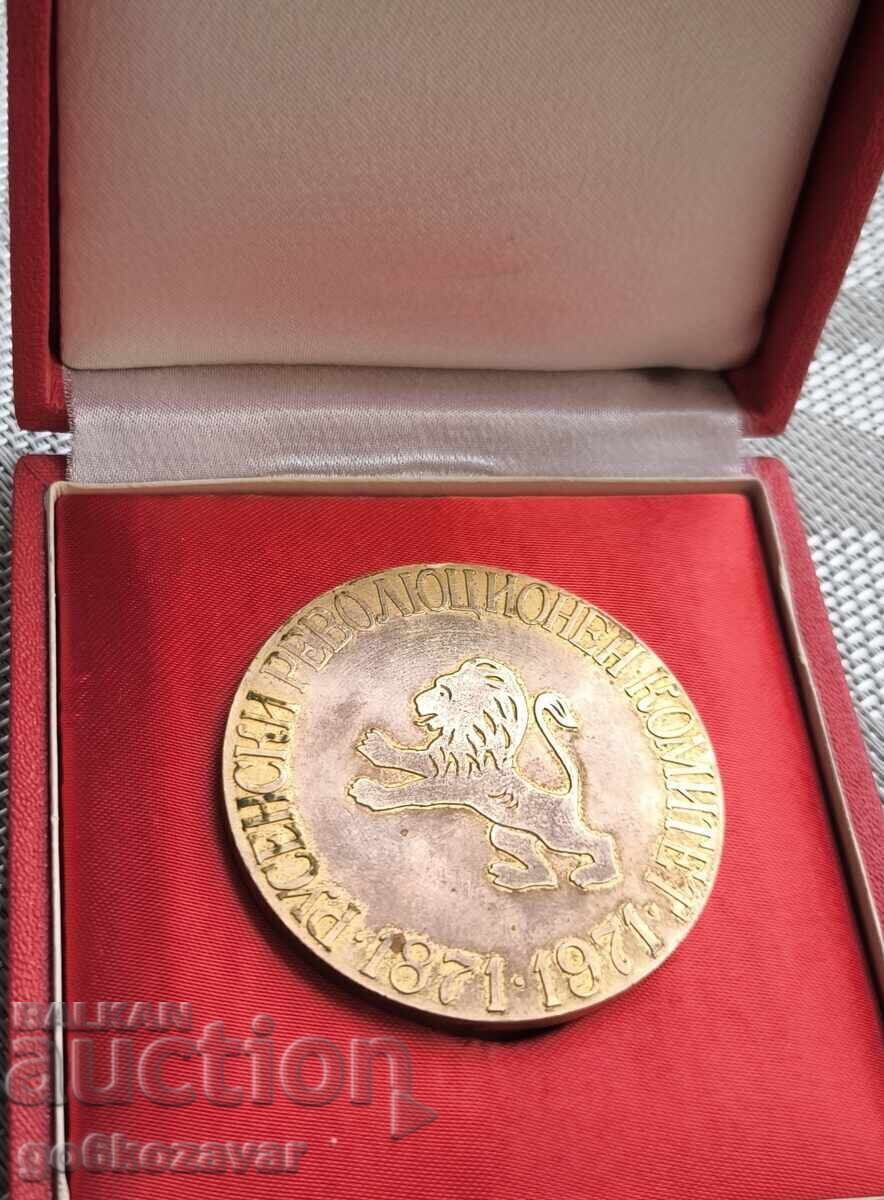 РУСЕНСКИ РЕВОЛЮЦИОНЕН КОМИТЕТ
· 1871 · 1971 ·
BALKAN
auction
go6kozavar